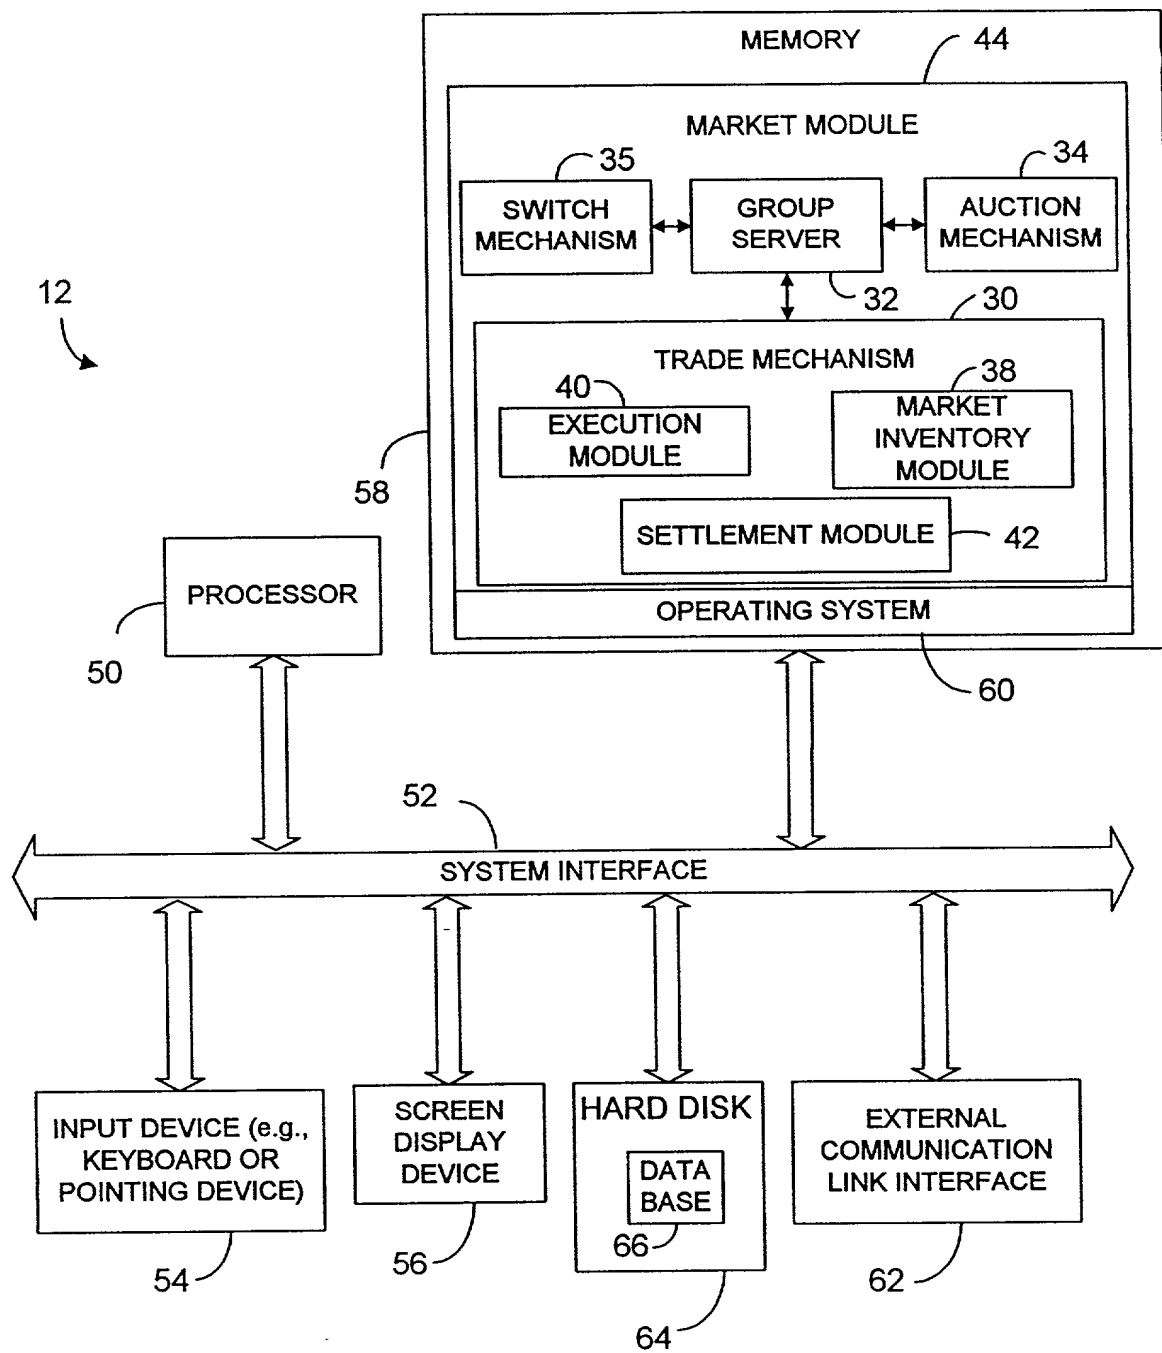 MEMORY
44
MARKET MODULE
35
34
SWITCH
MECHANISM
GROUP
SERVER
AUCTION
MECHANISM
12
32
30
TRADE MECHANISM
40
38
EXECUTION
MODULE
MARKET
INVENTORY
MODULE
58
SETTLEMENT MODULE
42
PROCESSOR
OPERATING SYSTEM
50
60
52
SYSTEM INTERFACE
INPUT DEVICE (e.g.,
KEYBOARD OR
POINTING DEVICE)
SCREEN
DISPLAY
DEVICE
HARD DISK
DATA
BASE
66
EXTERNAL
COMMUNICATION
LINK INTERFACE
54
56
64
62